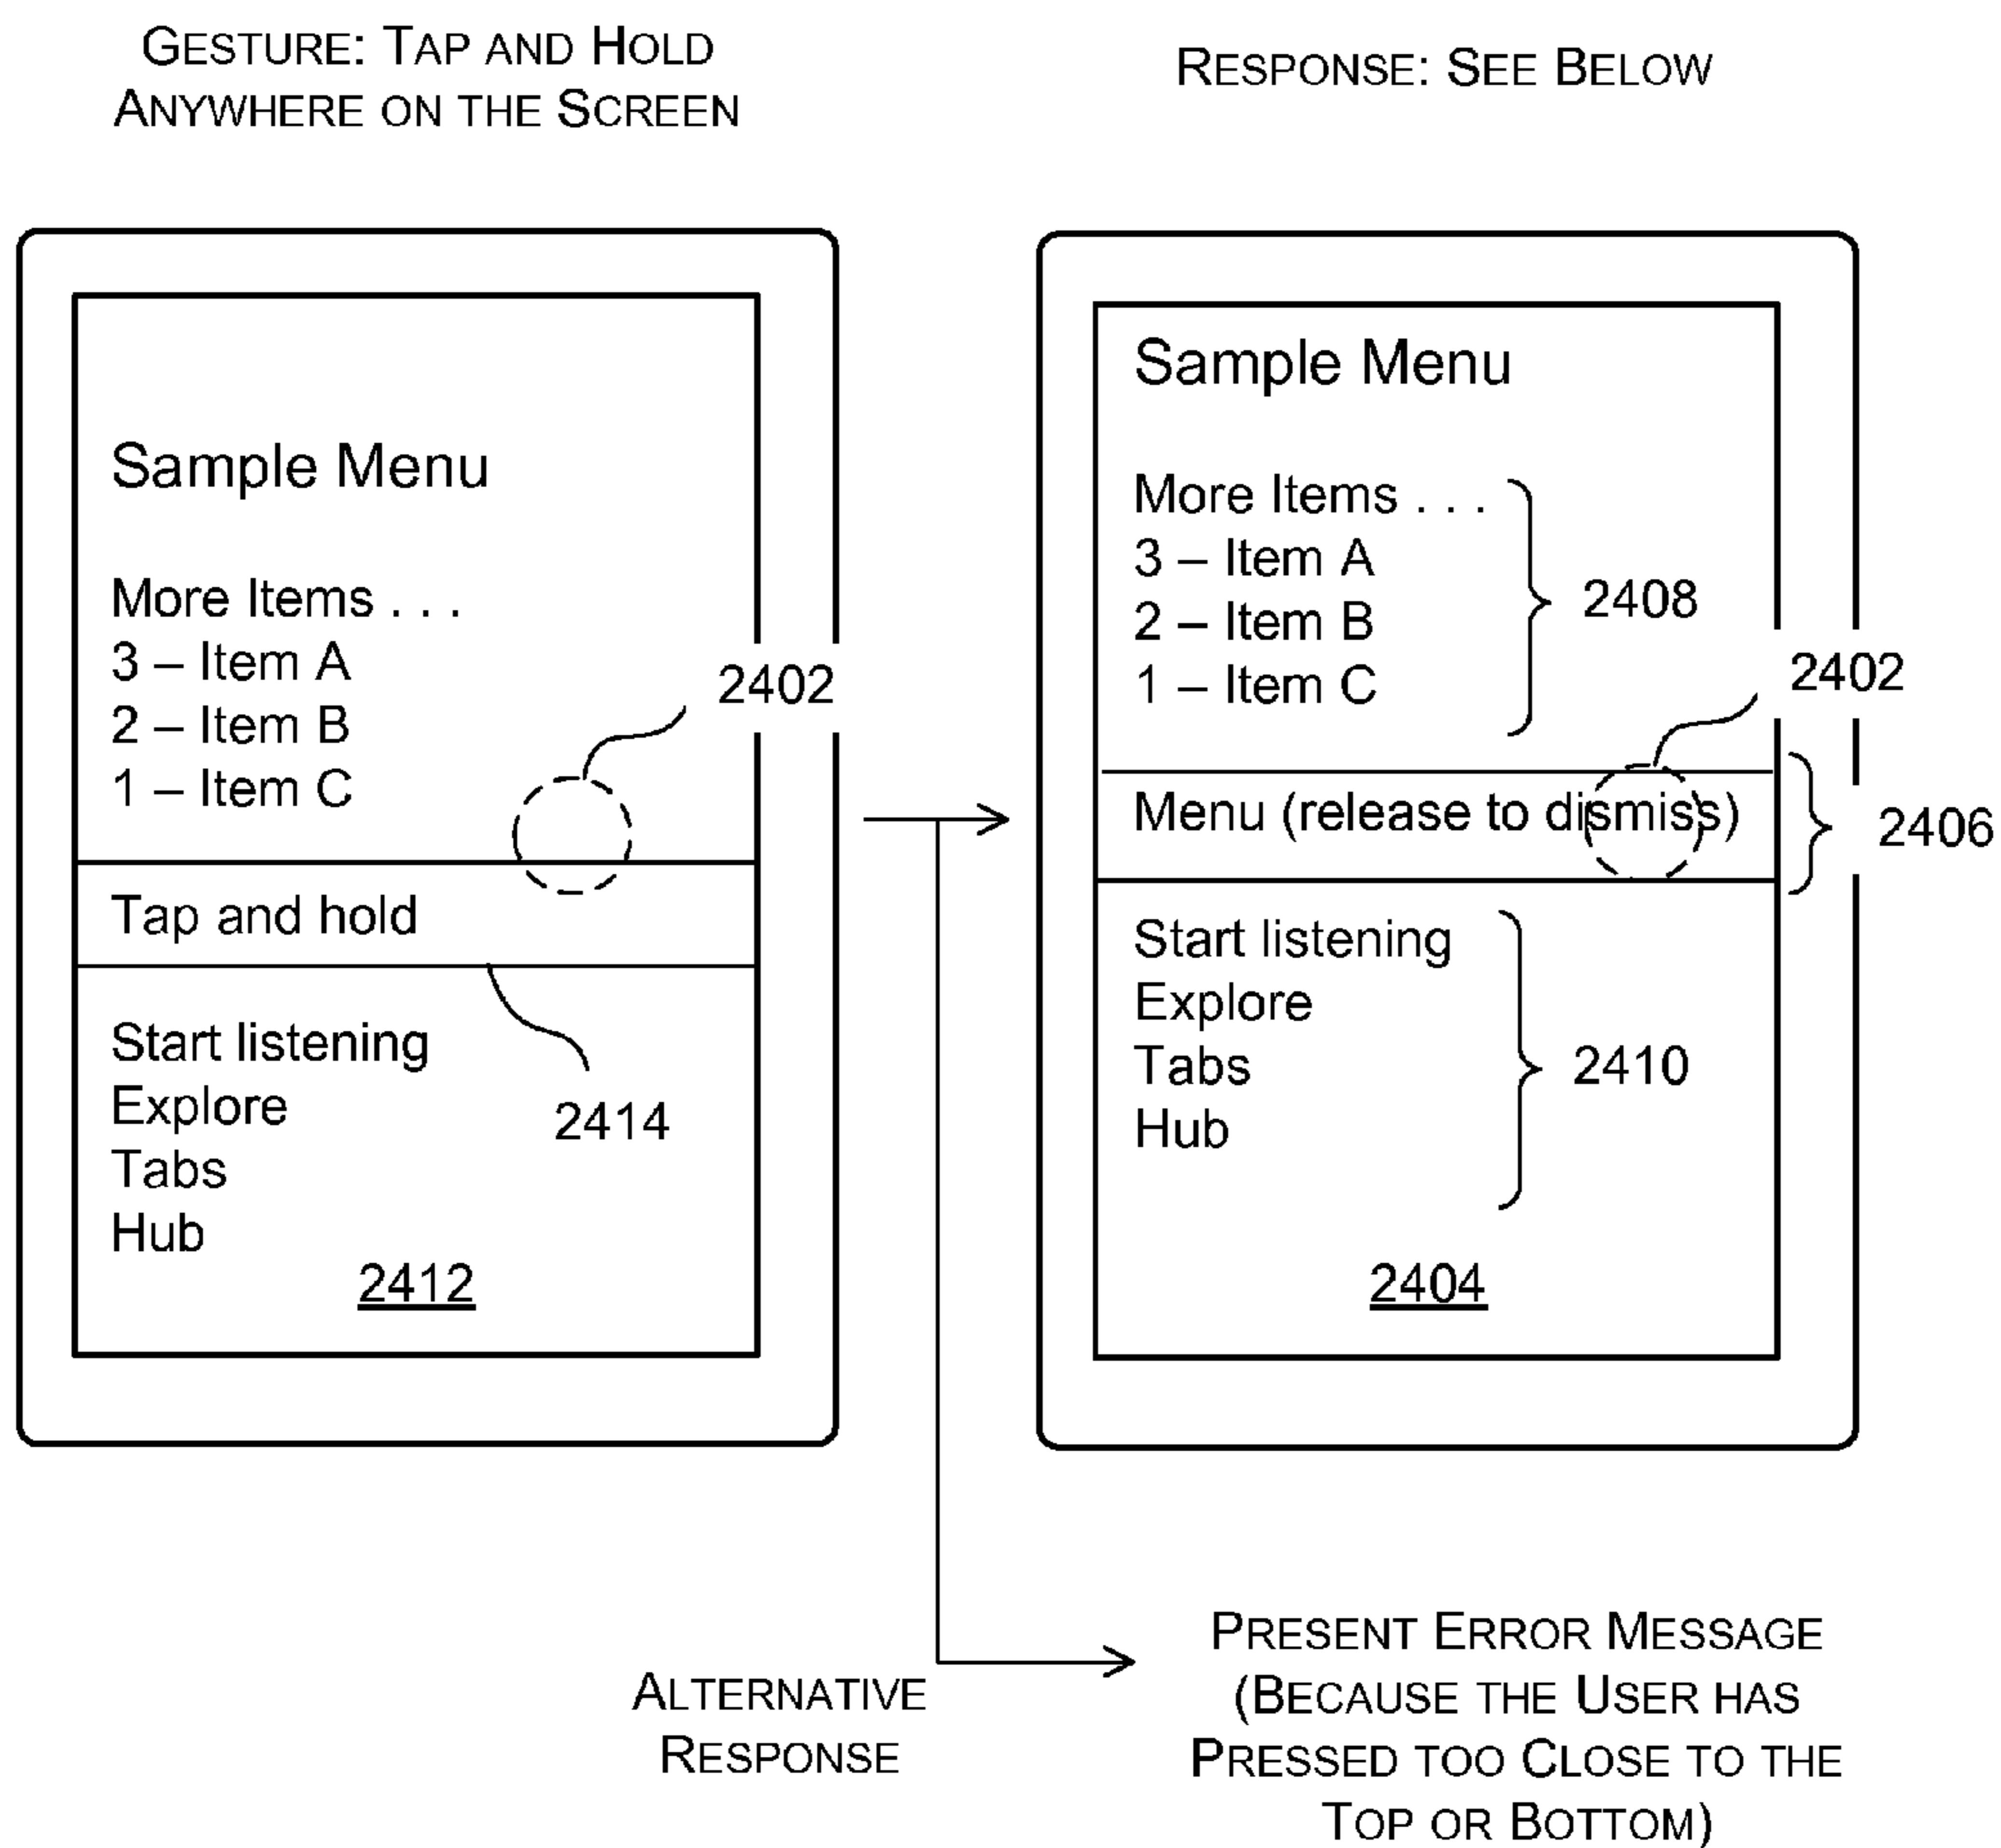 GESTURE: TAP AND HOLD
ANYWHERE ON THE SCREEN
RESPONSE: SEE BELOW
Sample Menu
More Items . . .
3 – Item A
2 – Item B
1 – Item C
2402
Tap and hold
Start listening
Explore
Tabs
Hub
2414
2412
Sample Menu
More Items . . .
3 – Item A
2 – Item B
1 – Item C
2408
2402
Menu (release to dismiss)
2406
Start listening
Explore
Tabs
Hub
2410
2404
ALTERNATIVE
RESPONSE
PRESENT ERROR MESSAGE
(BECAUSE THE USER HAS
PRESSED TOO CLOSE TO THE
TOP OR BOTTOM)